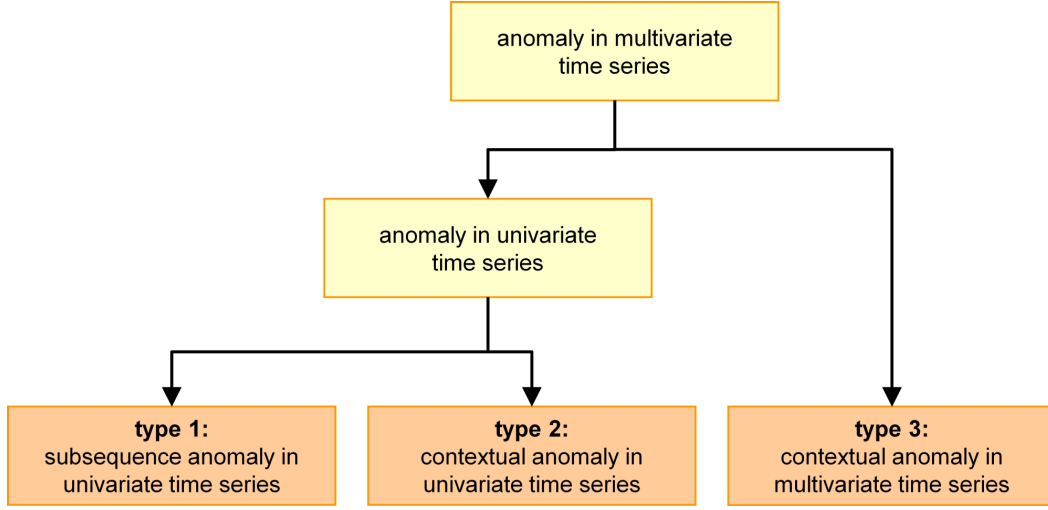 anomaly in multivariate
time series
anomaly in univariate
time series
type 1:
subsequence anomaly in
univariate time series
type 2:
contextual anomaly in
univariate time series
type 3:
contextual anomaly in
multivariate time series